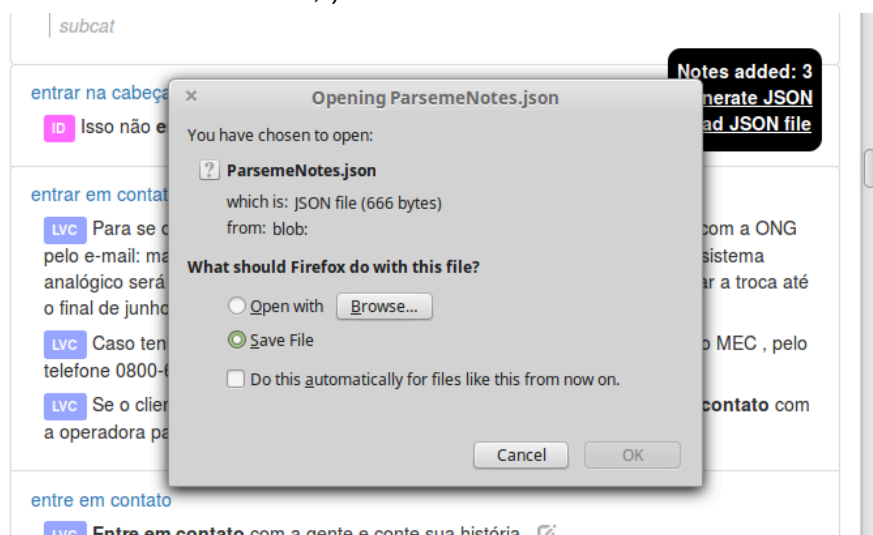 subcat
Notes added: 3
nerate JSON
ad JSON file
entrar na cabeça
ID Isso não e
entrar em contat
LVC Para se com a ONG
pelo e-mail: ma sistema
analógico será ar a troca até
o final de junho
LVC Caso ten o MEC , pelo
telefone 0800-6
LVC Se o clien contato com
a operadora pa
entre em contato
LVC Entre em contato com a gente e conte sua história
× Opening ParsemeNotes.json
You have chosen to open:
? ParsemeNotes.json
which is: JSON file (666 bytes)
from: blob:
What should Firefox do with this file?
Open with Browse...
Save File
Do this automatically for files like this from now on.
Cancel OK